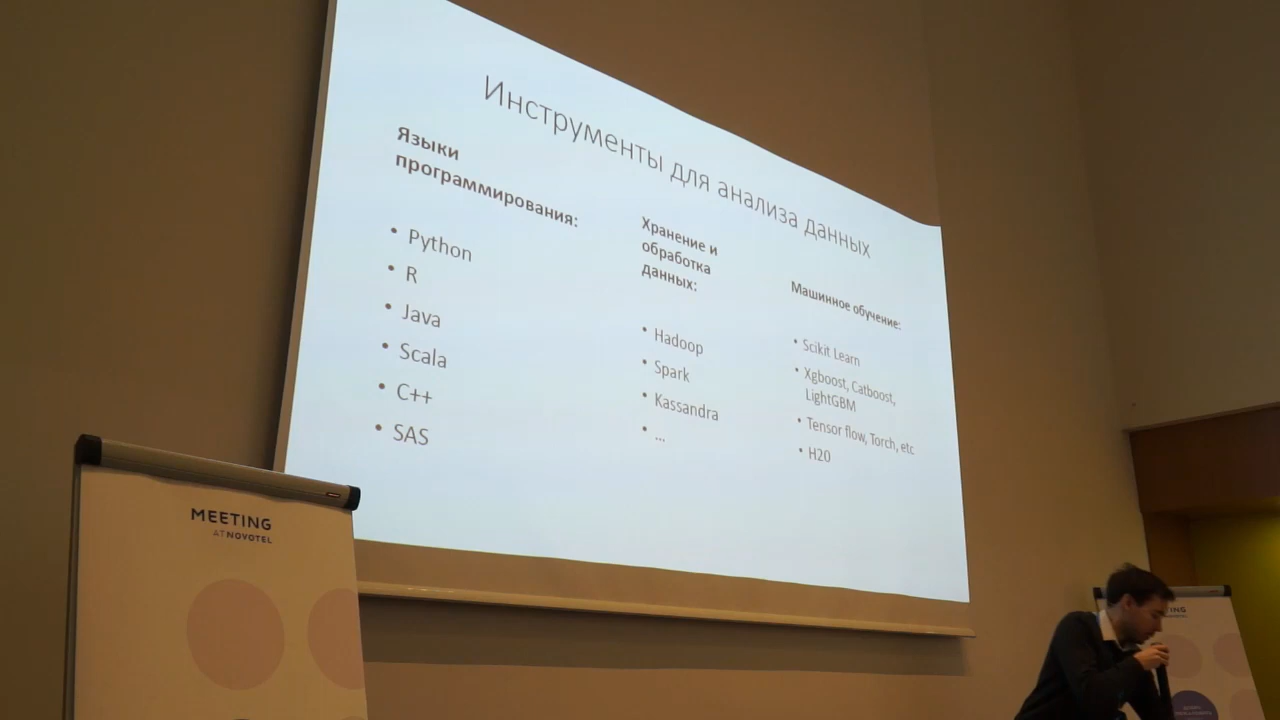 Инструменты для анализа данных
Языки
программирования:
• Python
• R
• Java
• Scala
• C++
• SAS
Хранение и
обработка
данных:
• Hadoop
• Spark
• Kassandra
• ...
Машинное обучение:
• Scikit Learn
• Xgboost, Catboost,
LightGBM
• Tensor flow, Torch, etc
• H20
MEETING
AT NOVOTEL